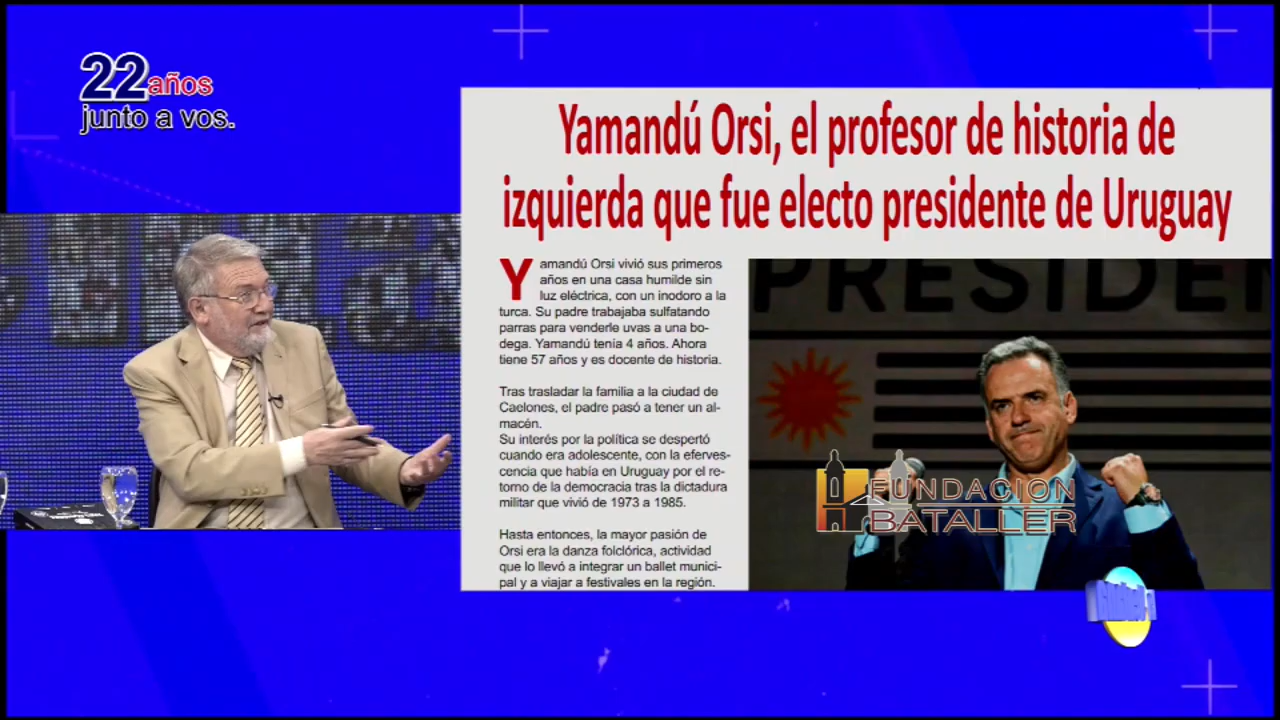 22 años
junto a vos.
Yamandú Orsi, el profesor de historia de
izquierda que fue electo presidente de Uruguay
Yamandú Orsi vivió sus primeros
años en una casa humilde sin
luz eléctrica, con un inodoro a la
turca. Su padre trabajaba sulfatando
parras para venderle uvas a una bo-
dega. Yamandú tenía 4 años. Ahora
tiene 57 años y es docente de historia.
Tras trasladar la familia a la ciudad de
Caelones, el padre pasó a tener un al-
macén.
Su interés por la política se despertó
cuando era adolescente, con la eferves-
cencia que había en Uruguay por el re-
torno de la democracia tras la dictadura
militar que vivió de 1973 a 1985.
Hasta entonces, la mayor pasión de
Orsi era la danza folclórica, actividad
que lo llevó a integrar un ballet munici-
pal y a viajar a festivales en la región.
PRESIDEN
FUNDACION
BATALLER